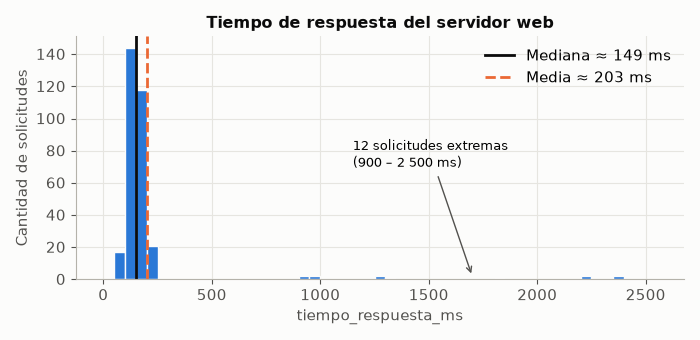 Tiempo de respuesta del servidor web
Cantidad de solicitudes
140
120
100
80
60
40
20
0
Mediana ≈ 149 ms
Media ≈ 203 ms
12 solicitudes extremas
(900 – 2 500 ms)
0 500 1000 1500 2000 2500
tiempo_respuesta_ms